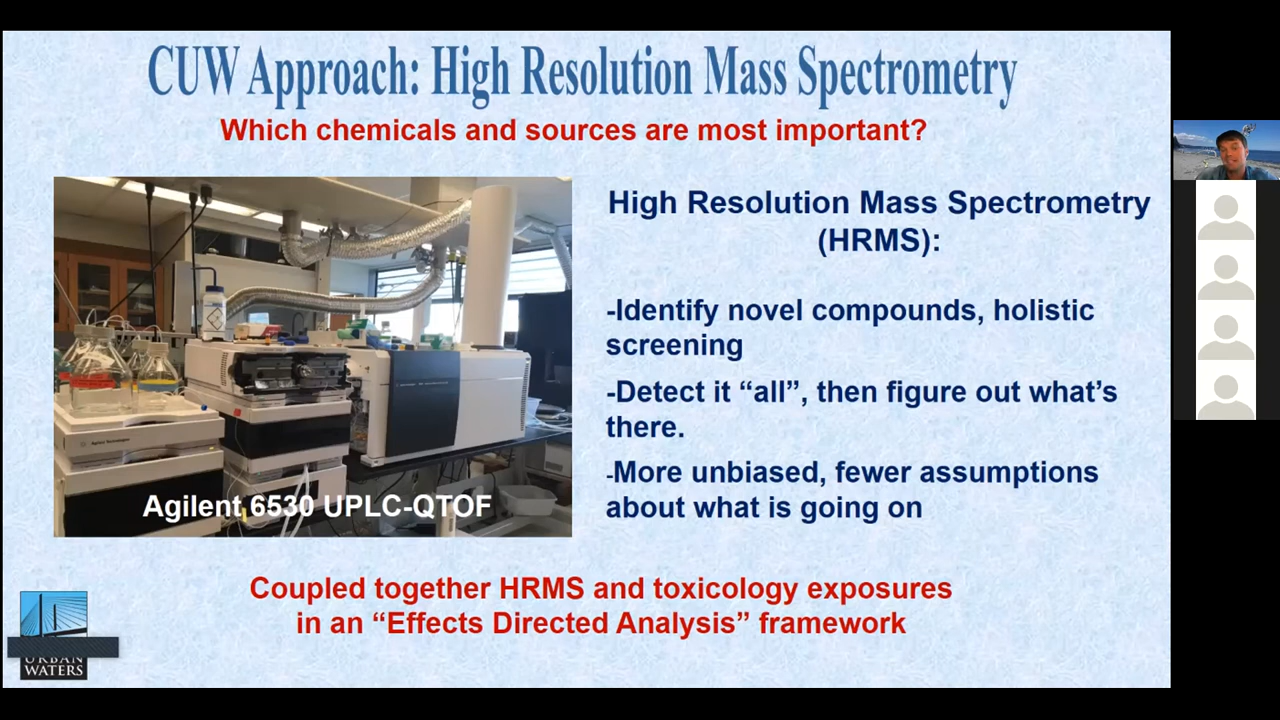 CUW Approach: High Resolution Mass Spectrometry
Which chemicals and sources are most important?
High Resolution Mass Spectrometry
(HRMS):
-Identify novel compounds, holistic
screening
-Detect it “all”, then figure out what’s
there.
-More unbiased, fewer assumptions
about what is going on
Agilent 6530 UPLC-QTOF
Coupled together HRMS and toxicology exposures
in an “Effects Directed Analysis” framework
URBAN
WATERS